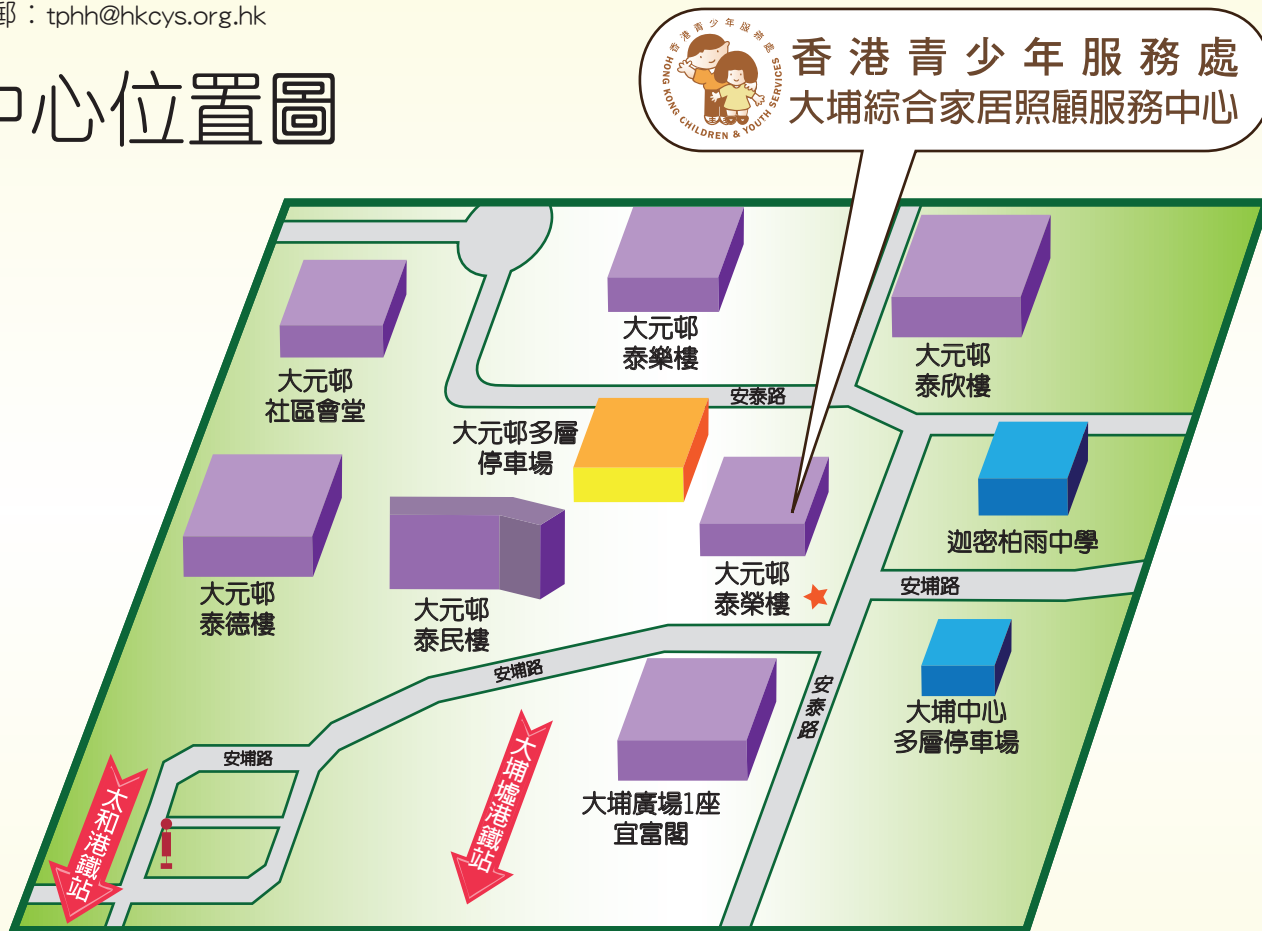 郵：tphh@hkcys.org.hk
中心位置圖
香港青少年服務處
HONG KONG CHILDREN & YOUTH SERVICES
香港青少年服務處
大埔綜合家居照顧服務中心
大元邨
泰樂樓
大元邨
泰欣樓
大元邨
社區會堂
安泰路
大元邨多層
停車場
迦密柏雨中學
大元邨
泰榮樓
安埔路
大元邨
泰德樓
大元邨
泰民樓
安埔路
安泰路
大埔中心
多層停車場
安埔路
大埔廣場1座
宜富閣
太和港鐵站
大埔墟港鐵站